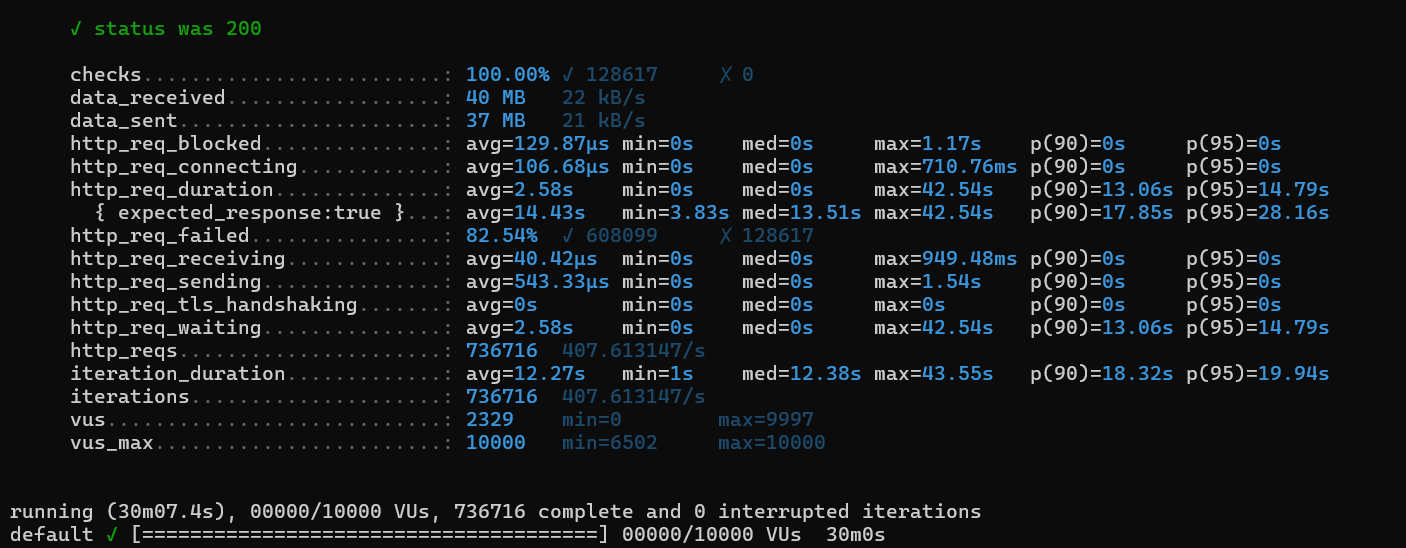 ✓ status was 200
checks.........................: 100.00% ✓ 128617 ✗ 0
data_received..................: 40 MB 22 kB/s
data_sent......................: 37 MB 21 kB/s
http_req_blocked...............: avg=129.87µs min=0s med=0s max=1.17s p(90)=0s p(95)=0s
http_req_connecting............: avg=106.68µs min=0s med=0s max=710.76ms p(90)=0s p(95)=0s
http_req_duration..............: avg=2.58s min=0s med=0s max=42.54s p(90)=13.06s p(95)=14.79s
{ expected_response:true }...: avg=14.43s min=3.83s med=13.51s max=42.54s p(90)=17.85s p(95)=28.16s
http_req_failed................: 82.54% ✓ 608099 ✗ 128617
http_req_receiving.............: avg=40.42µs min=0s med=0s max=949.48ms p(90)=0s p(95)=0s
http_req_sending...............: avg=543.33µs min=0s med=0s max=1.54s p(90)=0s p(95)=0s
http_req_tls_handshaking.......: avg=0s min=0s med=0s max=0s p(90)=0s p(95)=0s
http_req_waiting...............: avg=2.58s min=0s med=0s max=42.54s p(90)=13.06s p(95)=14.79s
http_reqs......................: 736716 407.613147/s
iteration_duration.............: avg=12.27s min=1s med=12.38s max=43.55s p(90)=18.32s p(95)=19.94s
iterations.....................: 736716 407.613147/s
vus............................: 2329 min=0 max=9997
vus_max........................: 10000 min=6502 max=10000
running (30m07.4s), 00000/10000 VUs, 736716 complete and 0 interrupted iterations
default ✓ [======================================] 00000/10000 VUs 30m0s